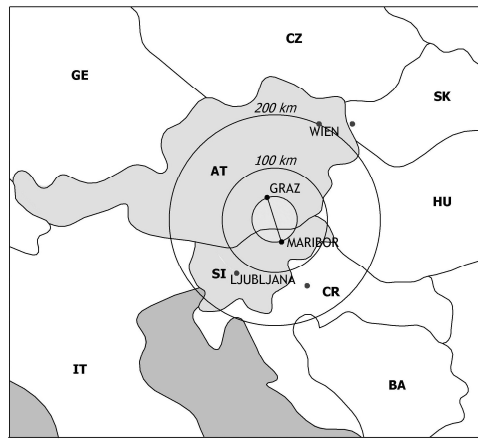 CZ
GE
SK
200 km
WIEN
100 km
AT
GRAZ
HU
MARIBOR
SI
LJUBLJANA
CR
IT
BA